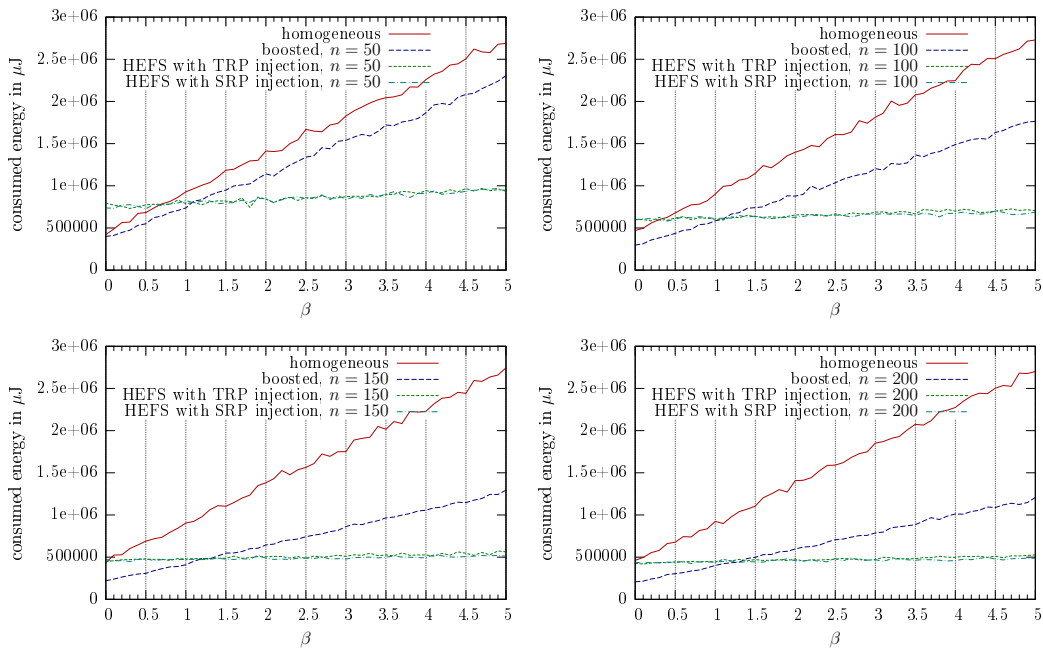 3e+06
2.5e+06
2e+06
1.5e+06
1e+06
500000
0
consumed energy in μJ
homogeneous
boosted, n = 50
HEFS with TRP injection, n = 50
HEFS with SRP injection, n = 50
0 0.5 1 1.5 2 2.5 3 3.5 4 4.5 5
β
3e+06
2.5e+06
2e+06
1.5e+06
1e+06
500000
0
consumed energy in μJ
homogeneous
boosted, n = 100
HEFS with TRP injection, n = 100
HEFS with SRP injection, n = 100
0 0.5 1 1.5 2 2.5 3 3.5 4 4.5 5
β
3e+06
2.5e+06
2e+06
1.5e+06
1e+06
500000
0
consumed energy in μJ
homogeneous
boosted, n = 150
HEFS with TRP injection, n = 150
HEFS with SRP injection, n = 150
0 0.5 1 1.5 2 2.5 3 3.5 4 4.5 5
β
3e+06
2.5e+06
2e+06
1.5e+06
1e+06
500000
0
consumed energy in μJ
homogeneous
boosted, n = 200
HEFS with TRP injection, n = 200
HEFS with SRP injection, n = 200
0 0.5 1 1.5 2 2.5 3 3.5 4 4.5 5
β